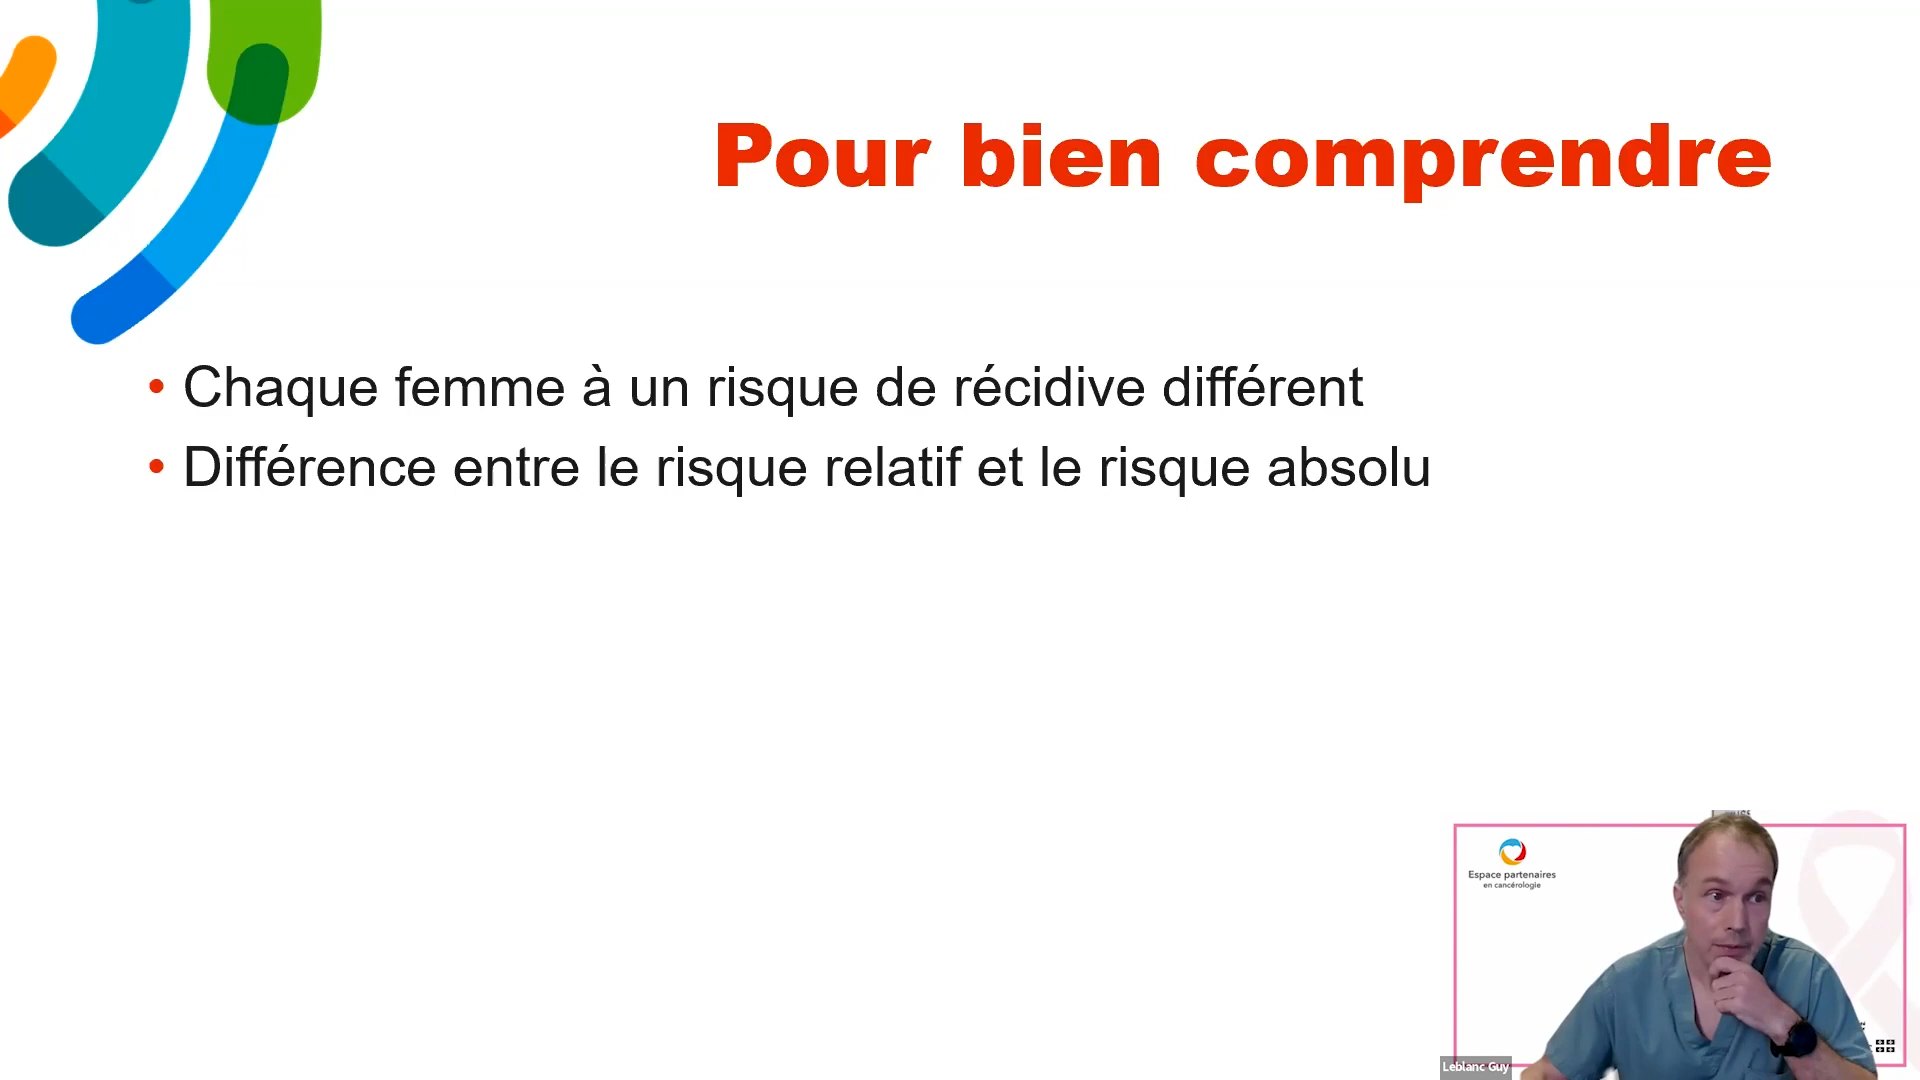 Pour bien comprendre
• Chaque femme à un risque de récidive différent
• Différence entre le risque relatif et le risque absolu
Espace partenaires
en cancérologie
Leblanc Guy